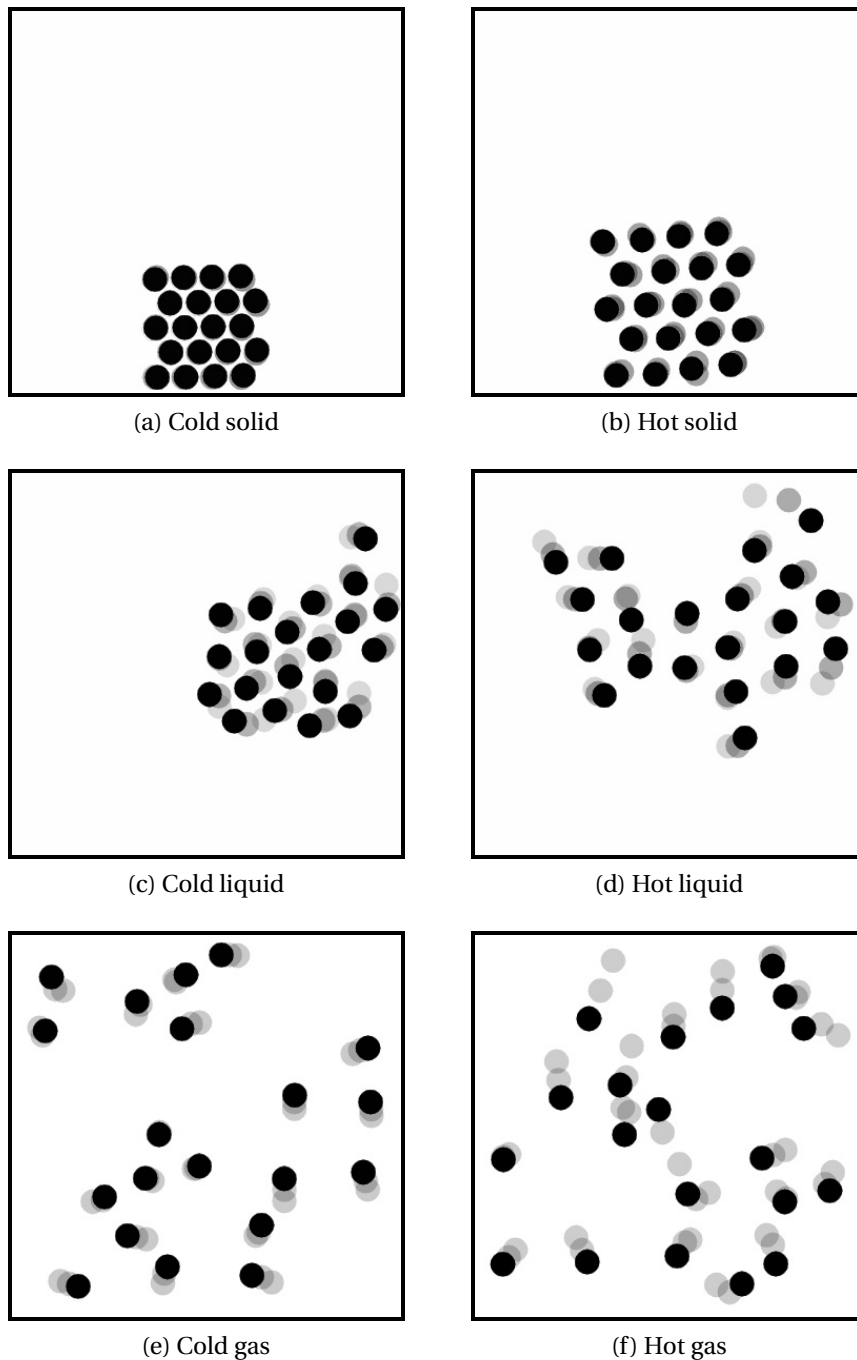 (a) Cold solid
(b) Hot solid
(c) Cold liquid
(d) Hot liquid
(e) Cold gas
(f) Hot gas